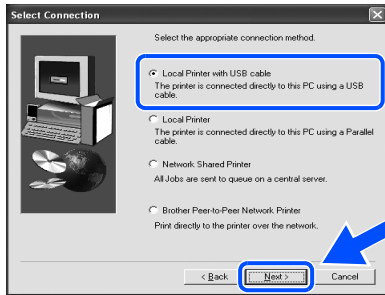 Select Connection
Select the appropriate connection method.
Local Printer with USB cable
The printer is connected directly to this PC using a USB
cable.
Local Printer
The printer is connected directly to this PC using a Parallel
cable.
Network Shared Printer
All Jobs are sent to queue on a central server.
Brother Peer-to-Peer Network Printer
Print directly to the printer over the network.
< Back
Next >
Cancel